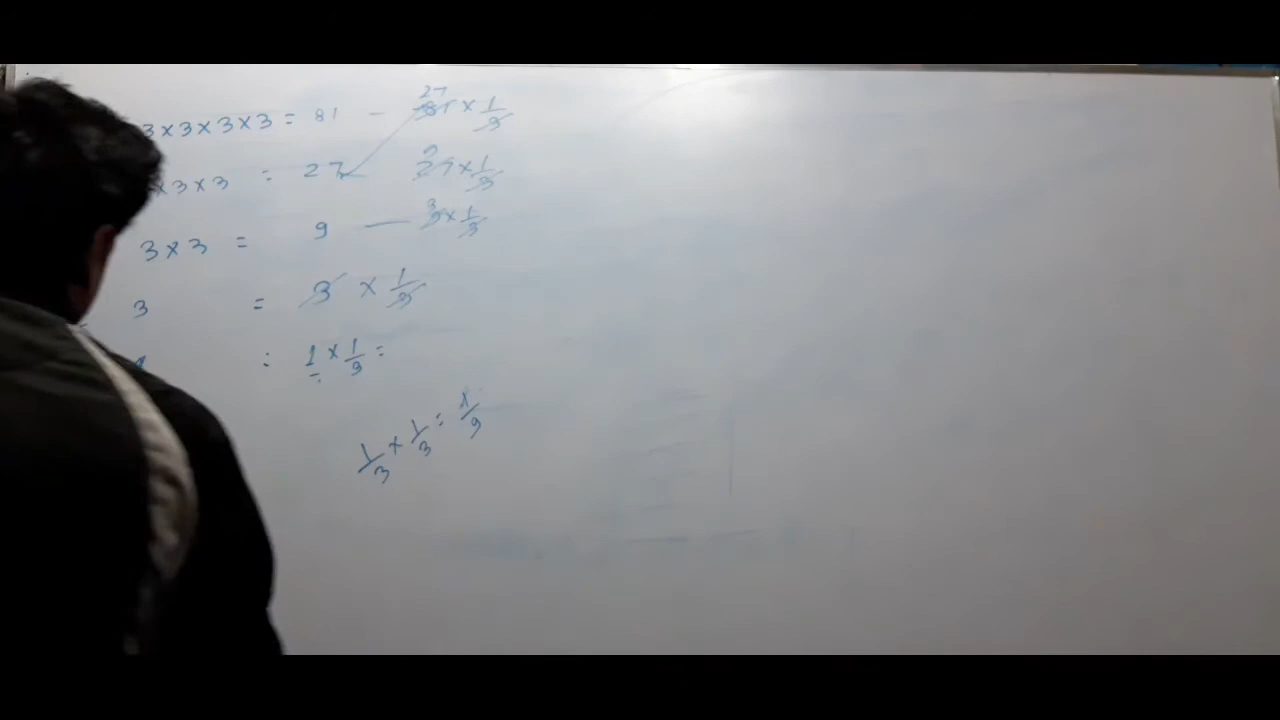 3×3×3×3 = 81 — 27 81 × 1/3
×3×3 = 27 9 27 × 1/3
3×3 = 9 — 3 9 × 1/3
3 = 3 × 1/3
1 = 1 × 1/3 =
1/3 × 1/3 = 1/9